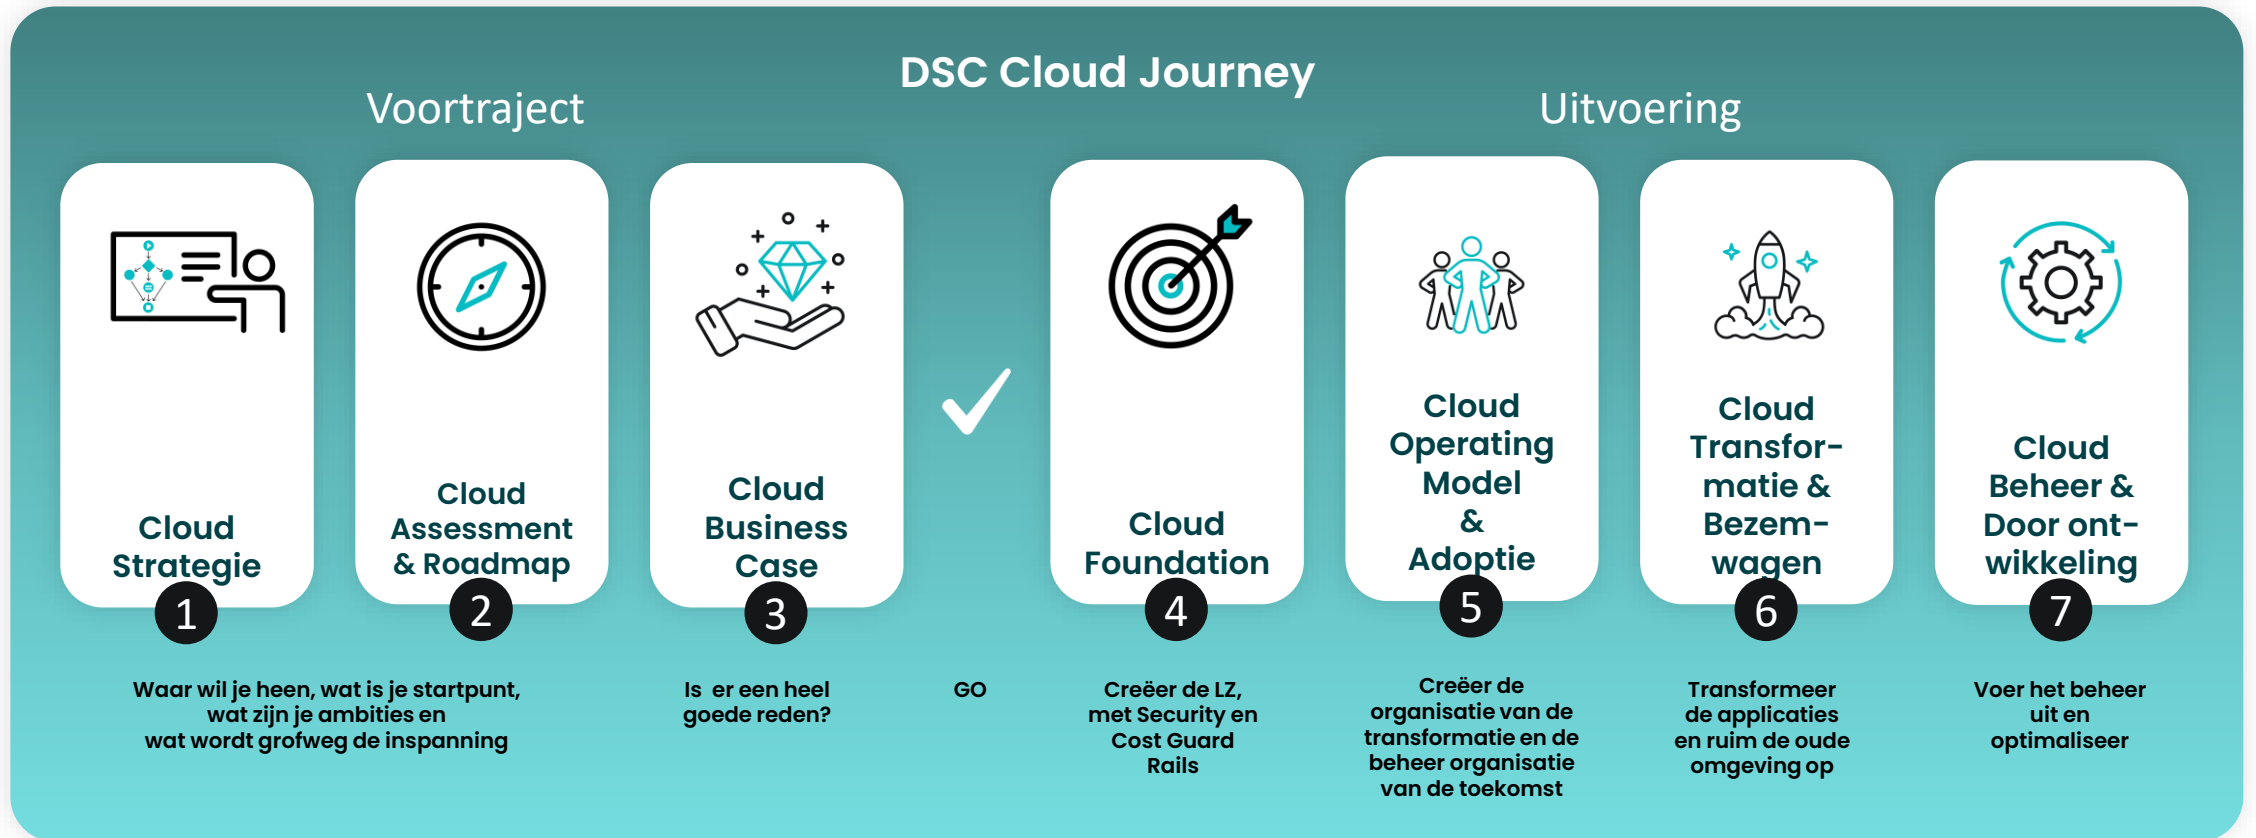 DSC Cloud Journey
Voortraject
Uitvoering
Cloud
Strategie
1
Cloud
Assessment
& Roadmap
2
Waar wil je heen, wat is je startpunt,
wat zijn je ambities en
wat wordt grofweg de inspanning
Cloud
Business
Case
3
Is er een heel
goede reden?
GO
Cloud
Foundation
4
Creëer de LZ,
met Security en
Cost Guard
Rails
Cloud
Operating
Model
&
Adoptie
5
Creëer de
organisatie van de
transformatie en de
beheer organisatie
van de toekomst
Cloud
Transfor-
matie &
Bezem-
wagen
6
Transformeer
de applicaties
en ruim de oude
omgeving op
Cloud
Beheer &
Door ont-
wikkeling
7
Voer het beheer
uit en
optimaliseer